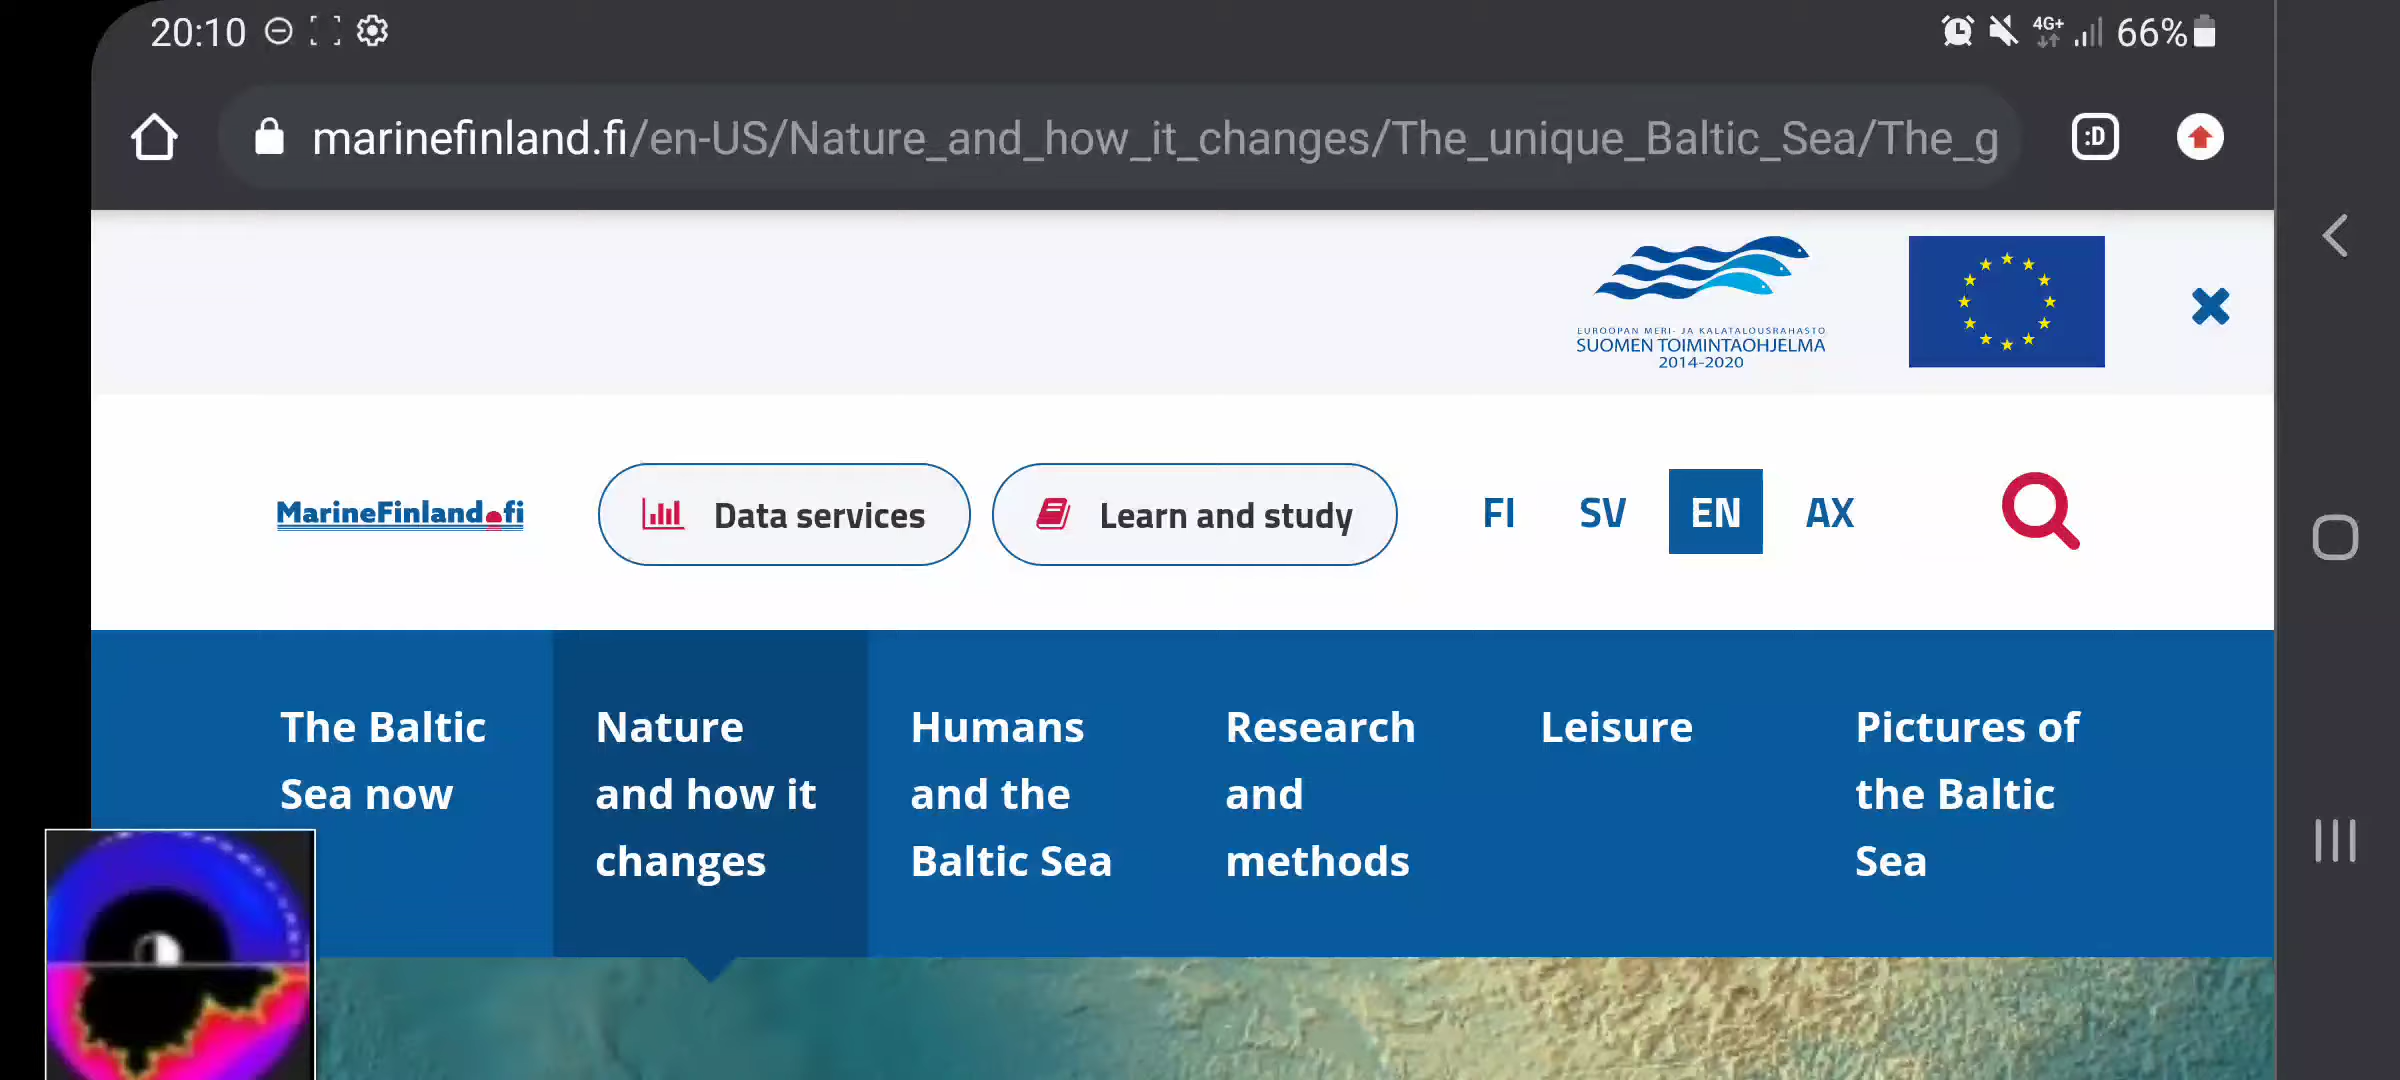 20:10
4G+ 66%
marinefinland.fi/en-US/Nature_and_how_it_changes/The_unique_Baltic_Sea/The_g
:D
EUROOPAN MERI- JA KALATALOUSRAHASTO
SUOMEN TOIMINTAOHJELMA
2014-2020
MarineFinland.fi
Data services
Learn and study
FI SV EN AX
The Baltic
Sea now
Nature
and how it
changes
Humans
and the
Baltic Sea
Research
and
methods
Leisure
Pictures of
the Baltic
Sea